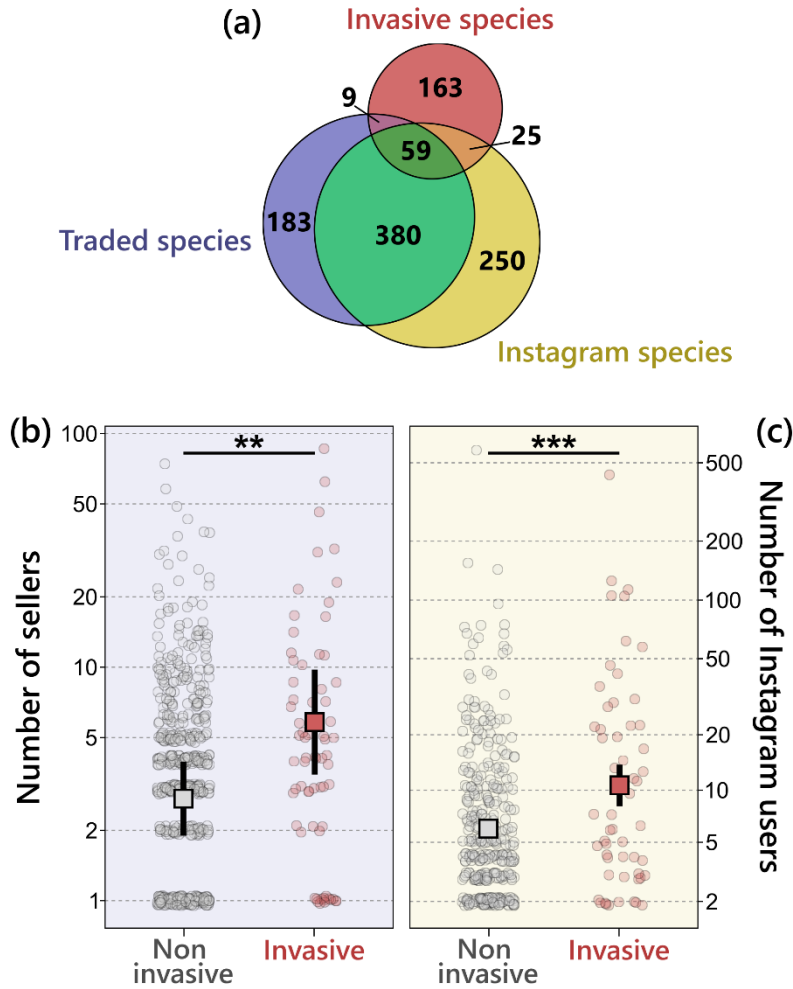 (a)
Invasive species
163
9
25
59
183
380
250
Traded species
Instagram species
(b)
Number of sellers
100
50
20
10
5
2
1
**
Non
invasive
Invasive
(c)
Number of Instagram users
500
200
100
50
20
10
5
2
***
Non
invasive
Invasive